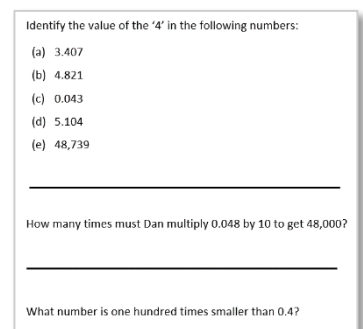 Identify the value of the ‘4’ in the following numbers:
(a) 3.407
(b) 4.821
(c) 0.043
(d) 5.104
(e) 48,739
How many times must Dan multiply 0.048 by 10 to get 48,000?
What number is one hundred times smaller than 0.4?